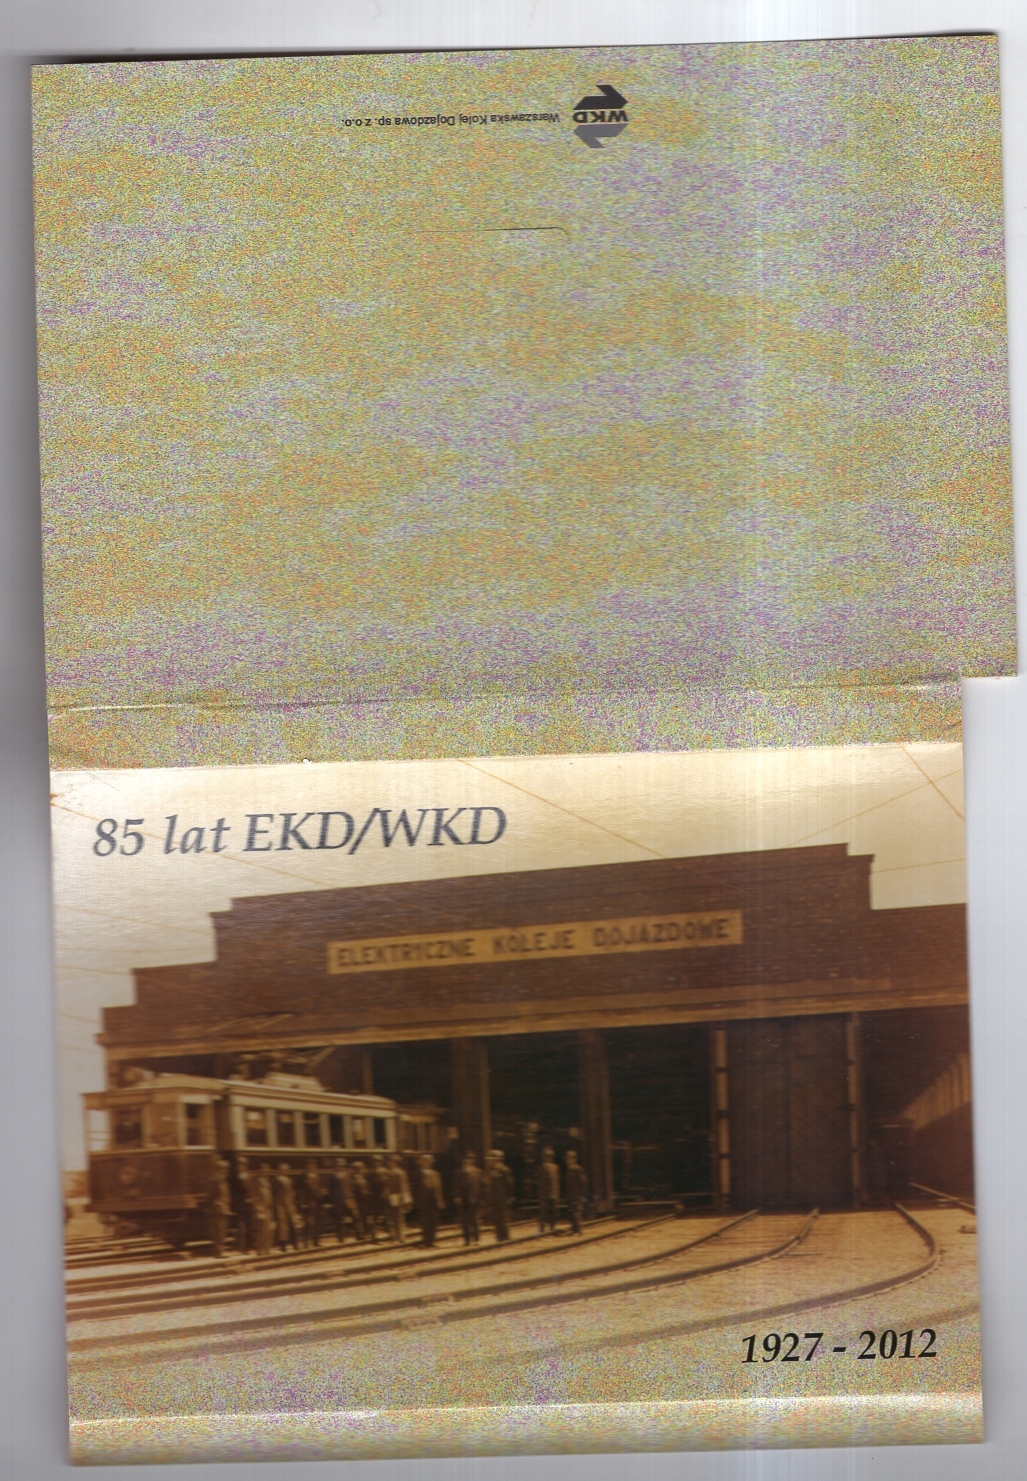 WKD
Warszawska Kolej Dojazdowa sp. z o.o.
85 lat EKD/WKD
ELEKTRYCZNE KOLEJE DOJAZDOWE
1927 - 2012